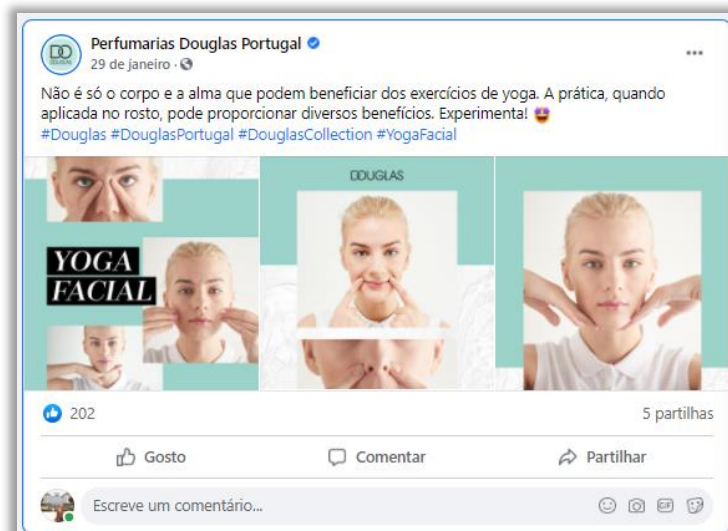 Perfumarias Douglas Portugal
29 de janeiro ·
Não é só o corpo e a alma que podem beneficiar dos exercícios de yoga. A prática, quando
aplicada no rosto, pode proporcionar diversos benefícios. Experimenta! 🤩
#Douglas #DouglasPortugal #DouglasCollection #YogaFacial
YOGA
FACIAL
DOUGLAS
202
5 partilhas
Gosto
Comentar
Partilhar
Escreve um comentário...
GIF